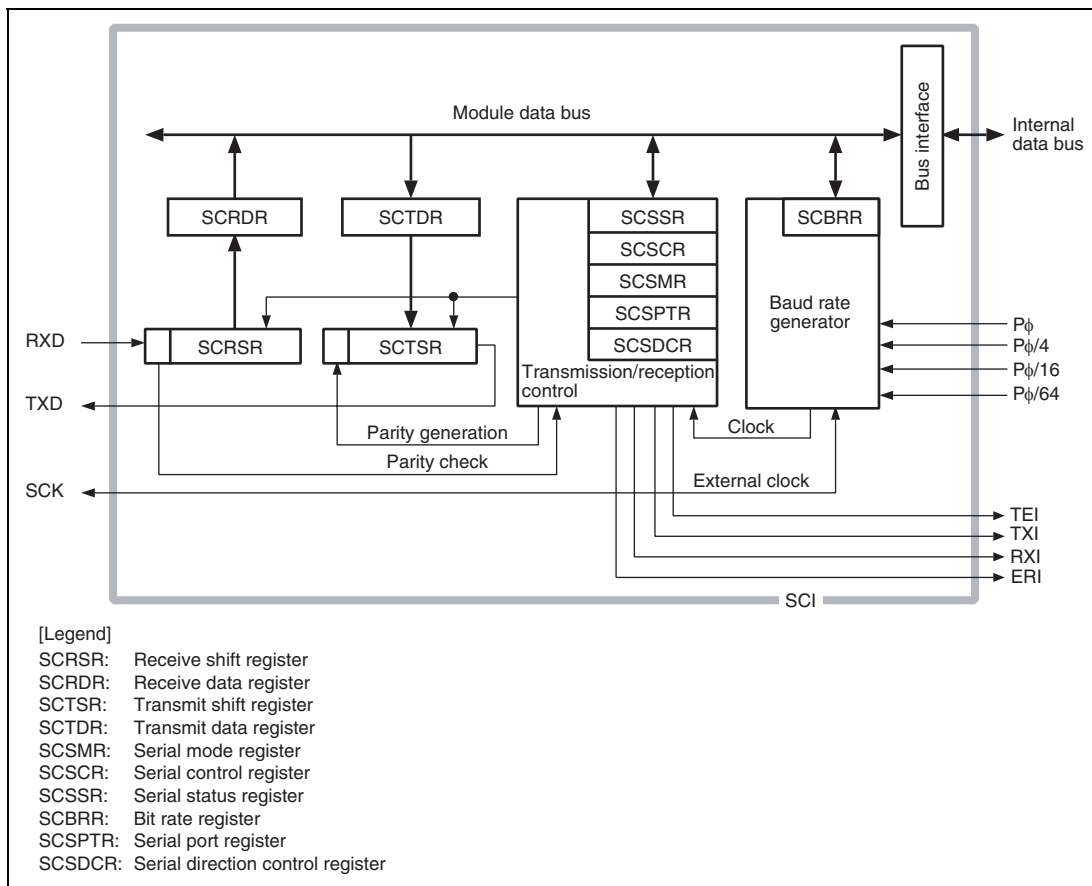 Module data bus
Bus interface
Internal
data bus
SCRDR
SCTDR
SCSSR
SCSCR
SCSMR
SCSPTR
SCSDCR
Transmission/reception
control
SCBRR
Baud rate
generator
RXD
SCRSR
SCTSR
TXD
Parity generation
Parity check
Clock
SCK
External clock
Pϕ
Pϕ/4
Pϕ/16
Pϕ/64
TEI
TXI
RXI
ERI
SCI
[Legend]
SCRSR: Receive shift register
SCRDR: Receive data register
SCTSR: Transmit shift register
SCTDR: Transmit data register
SCSMR: Serial mode register
SCSCR: Serial control register
SCSSR: Serial status register
SCBRR: Bit rate register
SCSPTR: Serial port register
SCSDCR: Serial direction control register